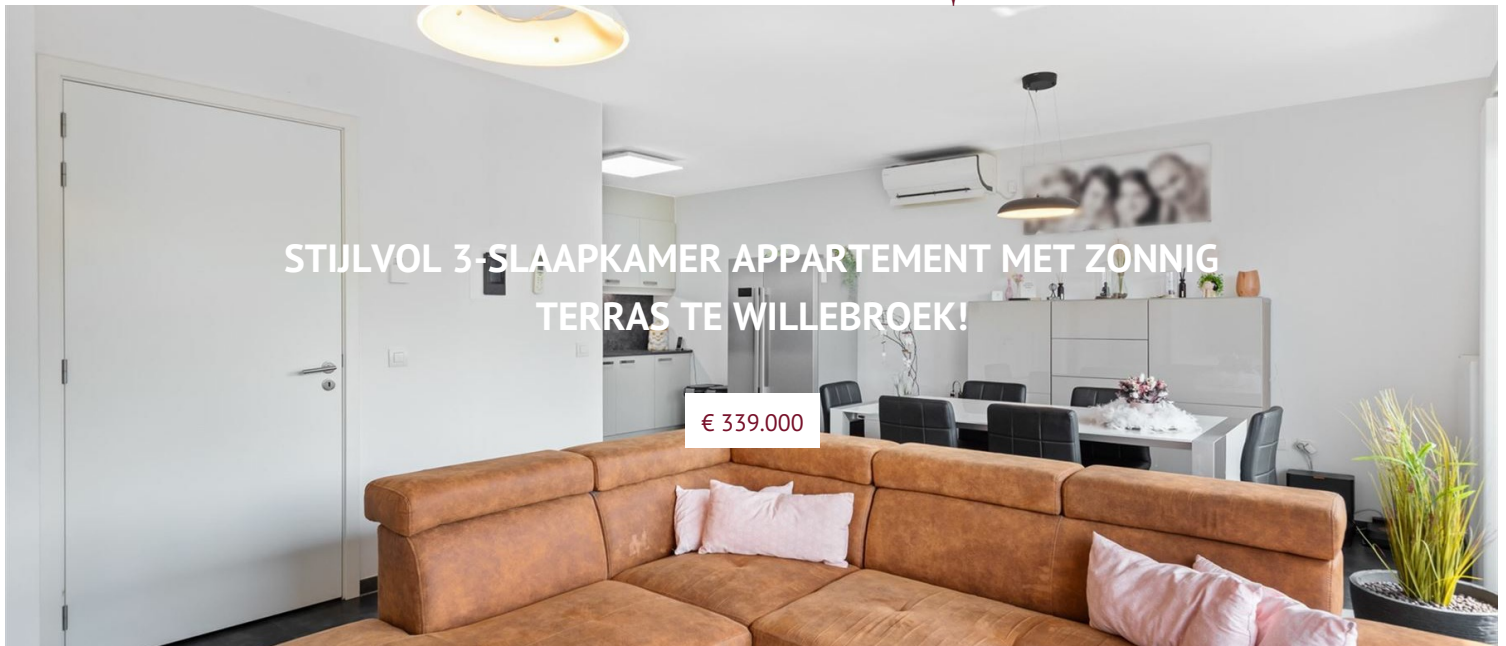 STIJLVOL 3-SLAAPKAMER APPARTEMENT MET ZONNIG
TERRAS TE WILLEBROEK!
€ 339.000